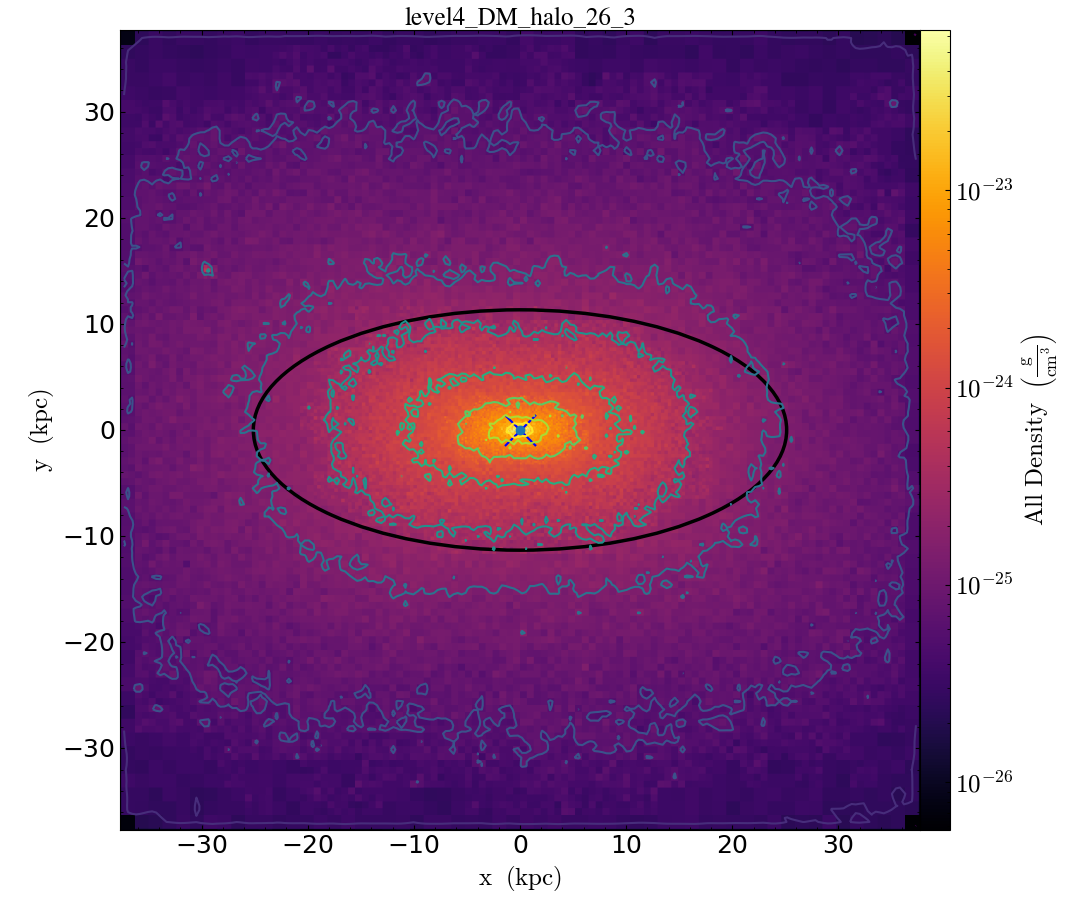 level4_DM_halo_26_3
30
20
10
0
−10
−20
−30
y (kpc)
−30 −20 −10 0 10 20 30
x (kpc)
10^{-23}
10^{-24}
10^{-25}
10^{-26}
All Density (g/cm^3)